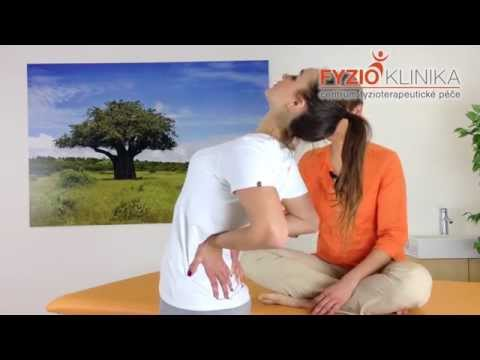 FYZIO KLINIKA
centrum fyzioterapeutické péče